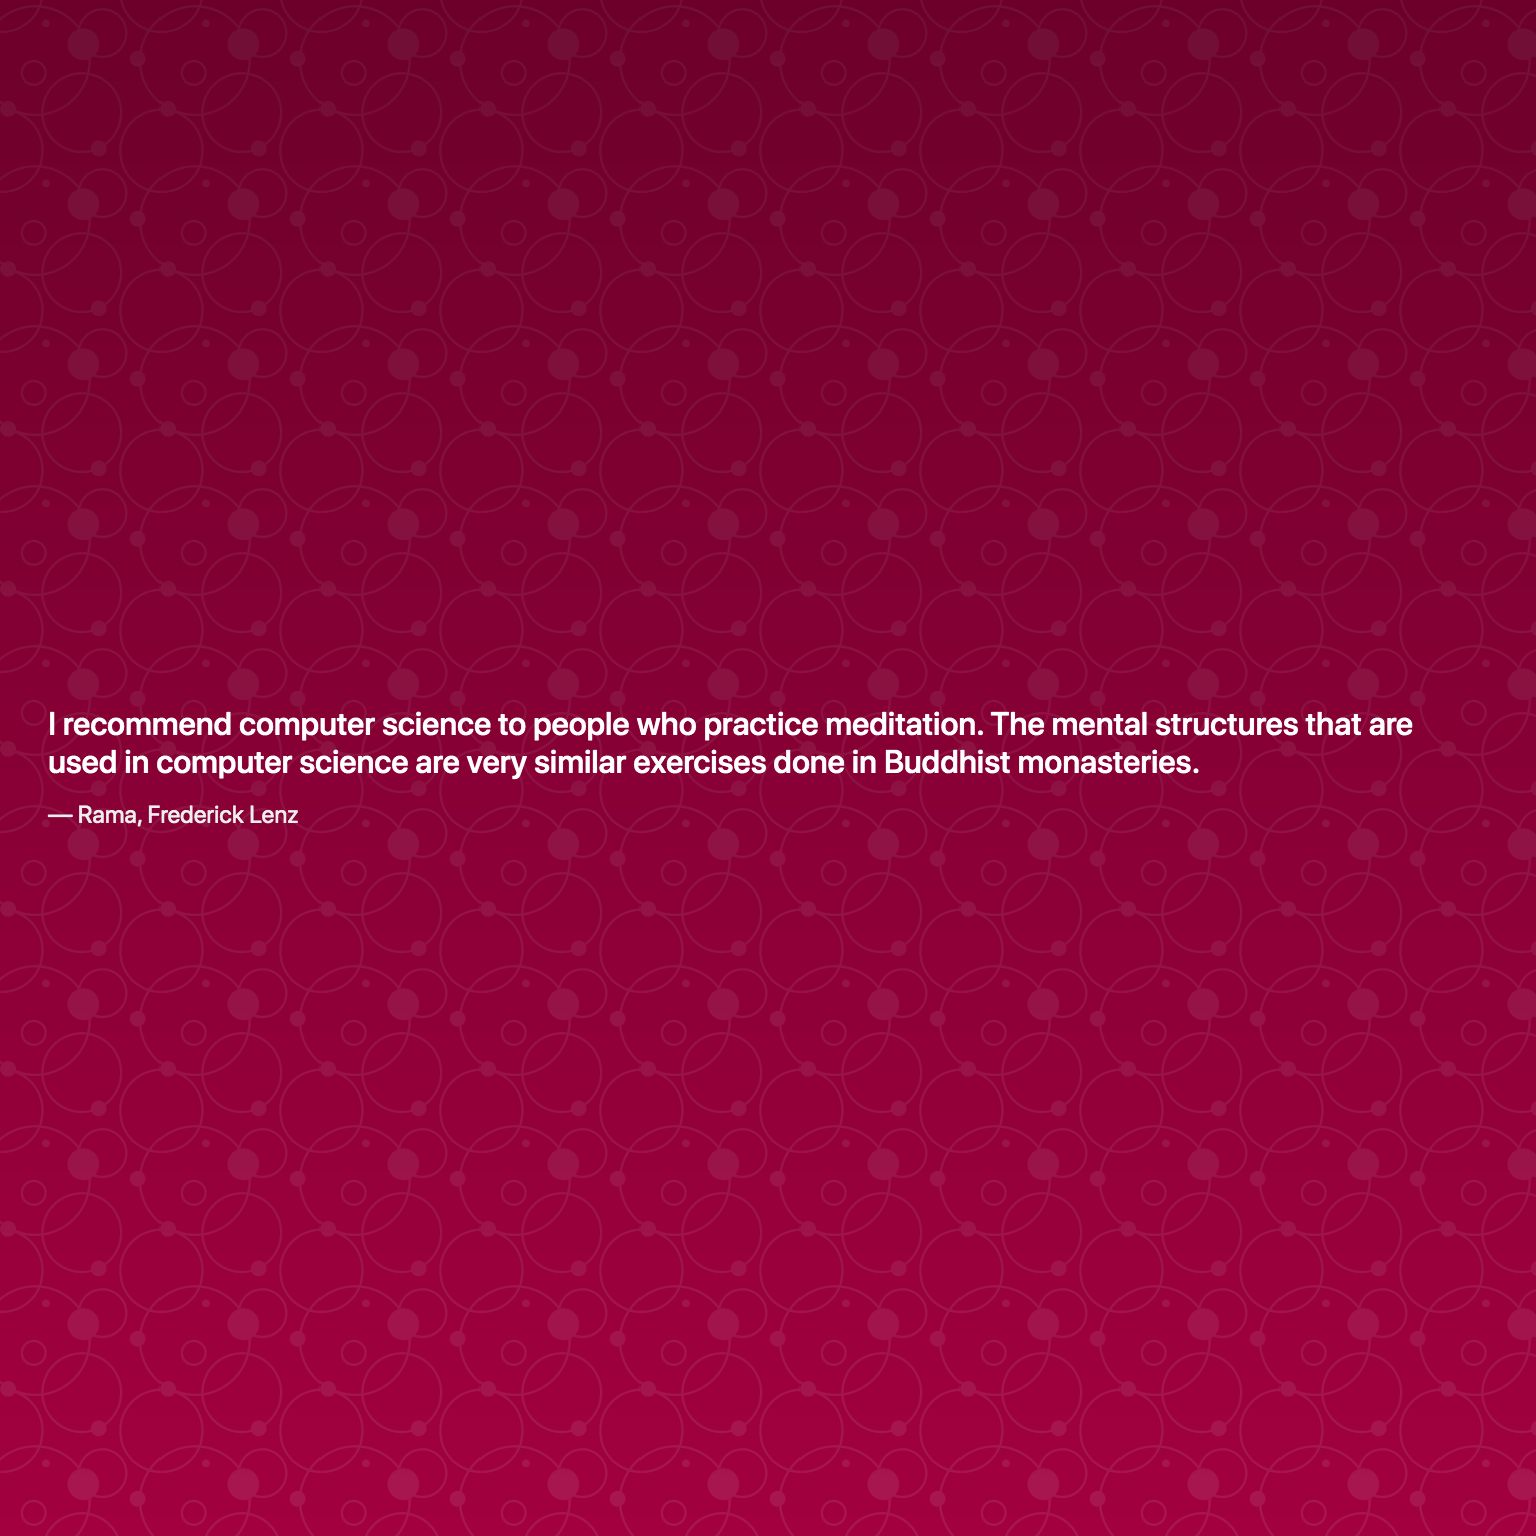 I recommend computer science to people who practice meditation. The mental structures that are
used in computer science are very similar exercises done in Buddhist monasteries.
— Rama, Frederick Lenz